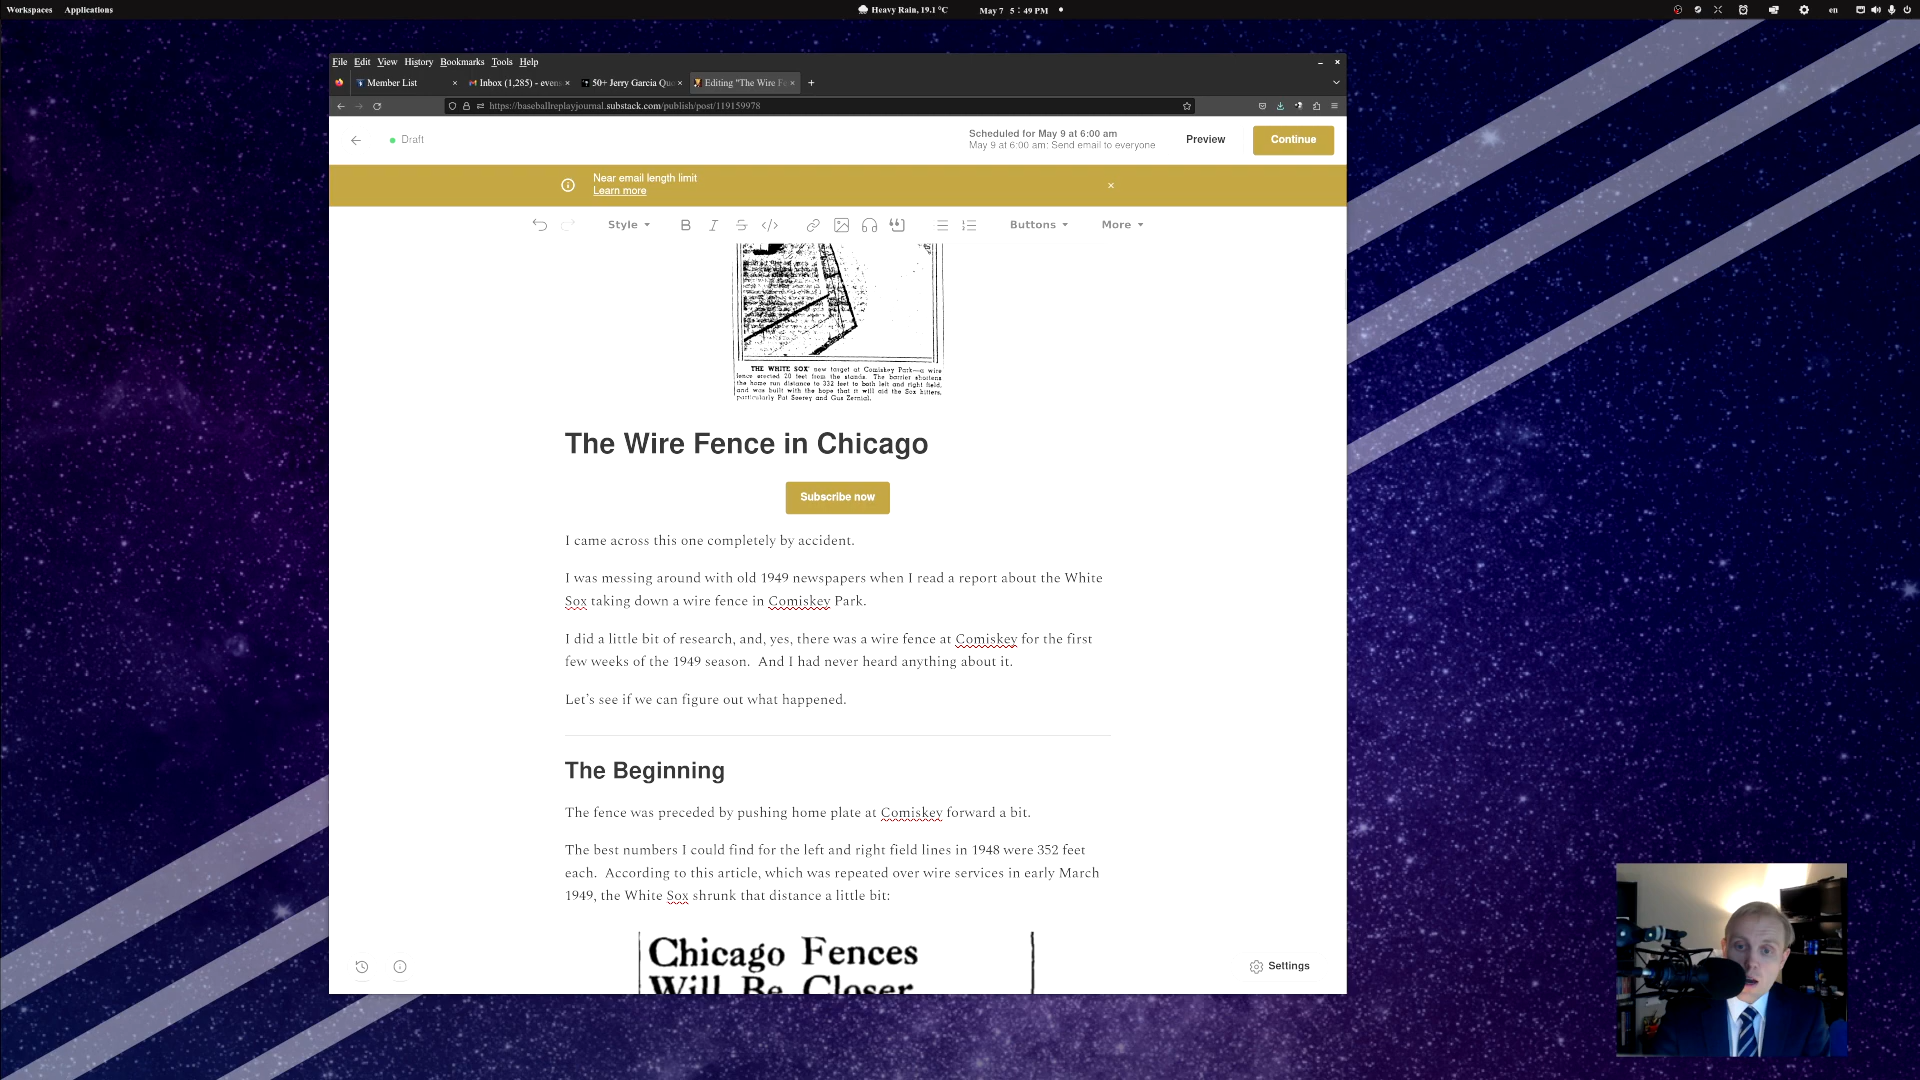 Workspaces Applications Heavy Rain, 19.1 °C May 7 5 : 49 PM en
File Edit View History Bookmarks Tools Help
Member List × Inbox (1,285) - even × 50+ Jerry Garcia Qu × Editing "The Wire F × +
https://baseballreplayjournal.substack.com/publish/post/119159978
Draft
Scheduled for May 9 at 6:00 am
May 9 at 6:00 am: Send email to everyone
Preview
Continue
Near email length limit
Learn more
Style B I S </> Buttons More
THE WHITE SOX' new target at Comiskey Park—a wire
fence erected 20 feet from the stands. The barrier shortens
the home run distance to 332 feet to both left and right field,
and was built with the hope that it will aid the Sox hitters,
particularly Pat Seerey and Gus Zernial.
The Wire Fence in Chicago
Subscribe now
I came across this one completely by accident.
I was messing around with old 1949 newspapers when I read a report about the White
Sox taking down a wire fence in Comiskey Park.
I did a little bit of research, and, yes, there was a wire fence at Comiskey for the first
few weeks of the 1949 season.  And I had never heard anything about it.
Let's see if we can figure out what happened.
The Beginning
The fence was preceded by pushing home plate at Comiskey forward a bit.
The best numbers I could find for the left and right field lines in 1948 were 352 feet
each.  According to this article, which was repeated over wire services in early March
1949, the White Sox shrunk that distance a little bit:
Chicago Fences
Will Be Closer
Settings